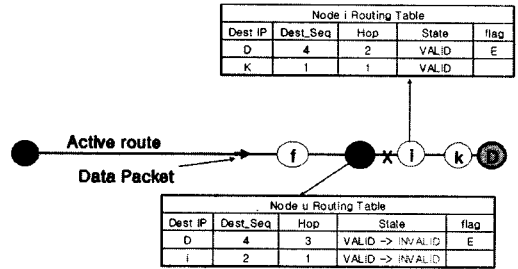 Node i Routing Table
Dest IP Dest_Seq Hop State flag
D 4 2 VALID E
K 1 1 VALID
Active route
f i k D
Data Packet
Node u Routing Table
Dest IP Dest_Seq Hop State flag
D 4 3 VALID -> INVALID E
i 2 1 VALID -> INVALID